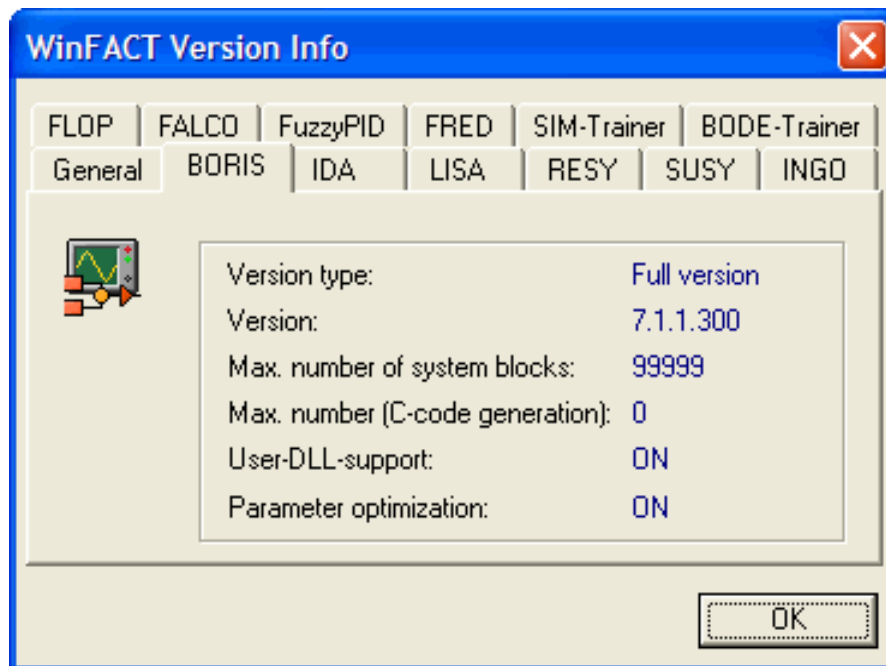 WinFACT Version Info
FLOP FALCO FuzzyPID FRED SIM-Trainer BODE-Trainer
General BORIS IDA LISA RESY SUSY INGO
Version type: Full version
Version: 7.1.1.300
Max. number of system blocks: 99999
Max. number (C-code generation): 0
User-DLL-support: ON
Parameter optimization: ON
OK